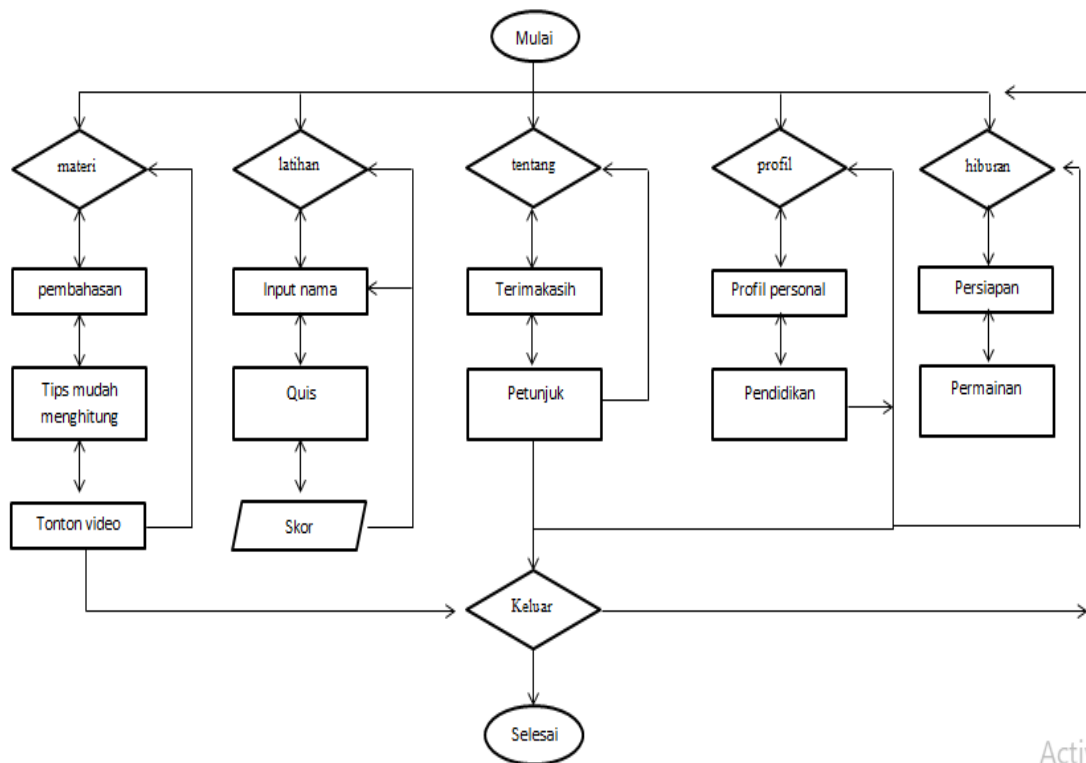 Mulai
materi
latihan
tentang
profil
hiburan
pembahasan
Input nama
Terimakasih
Profil personal
Persiapan
Tips mudah
menghitung
Quis
Petunjuk
Pendidikan
Permainan
Tonton video
Skor
Keluar
Selesai
Activ